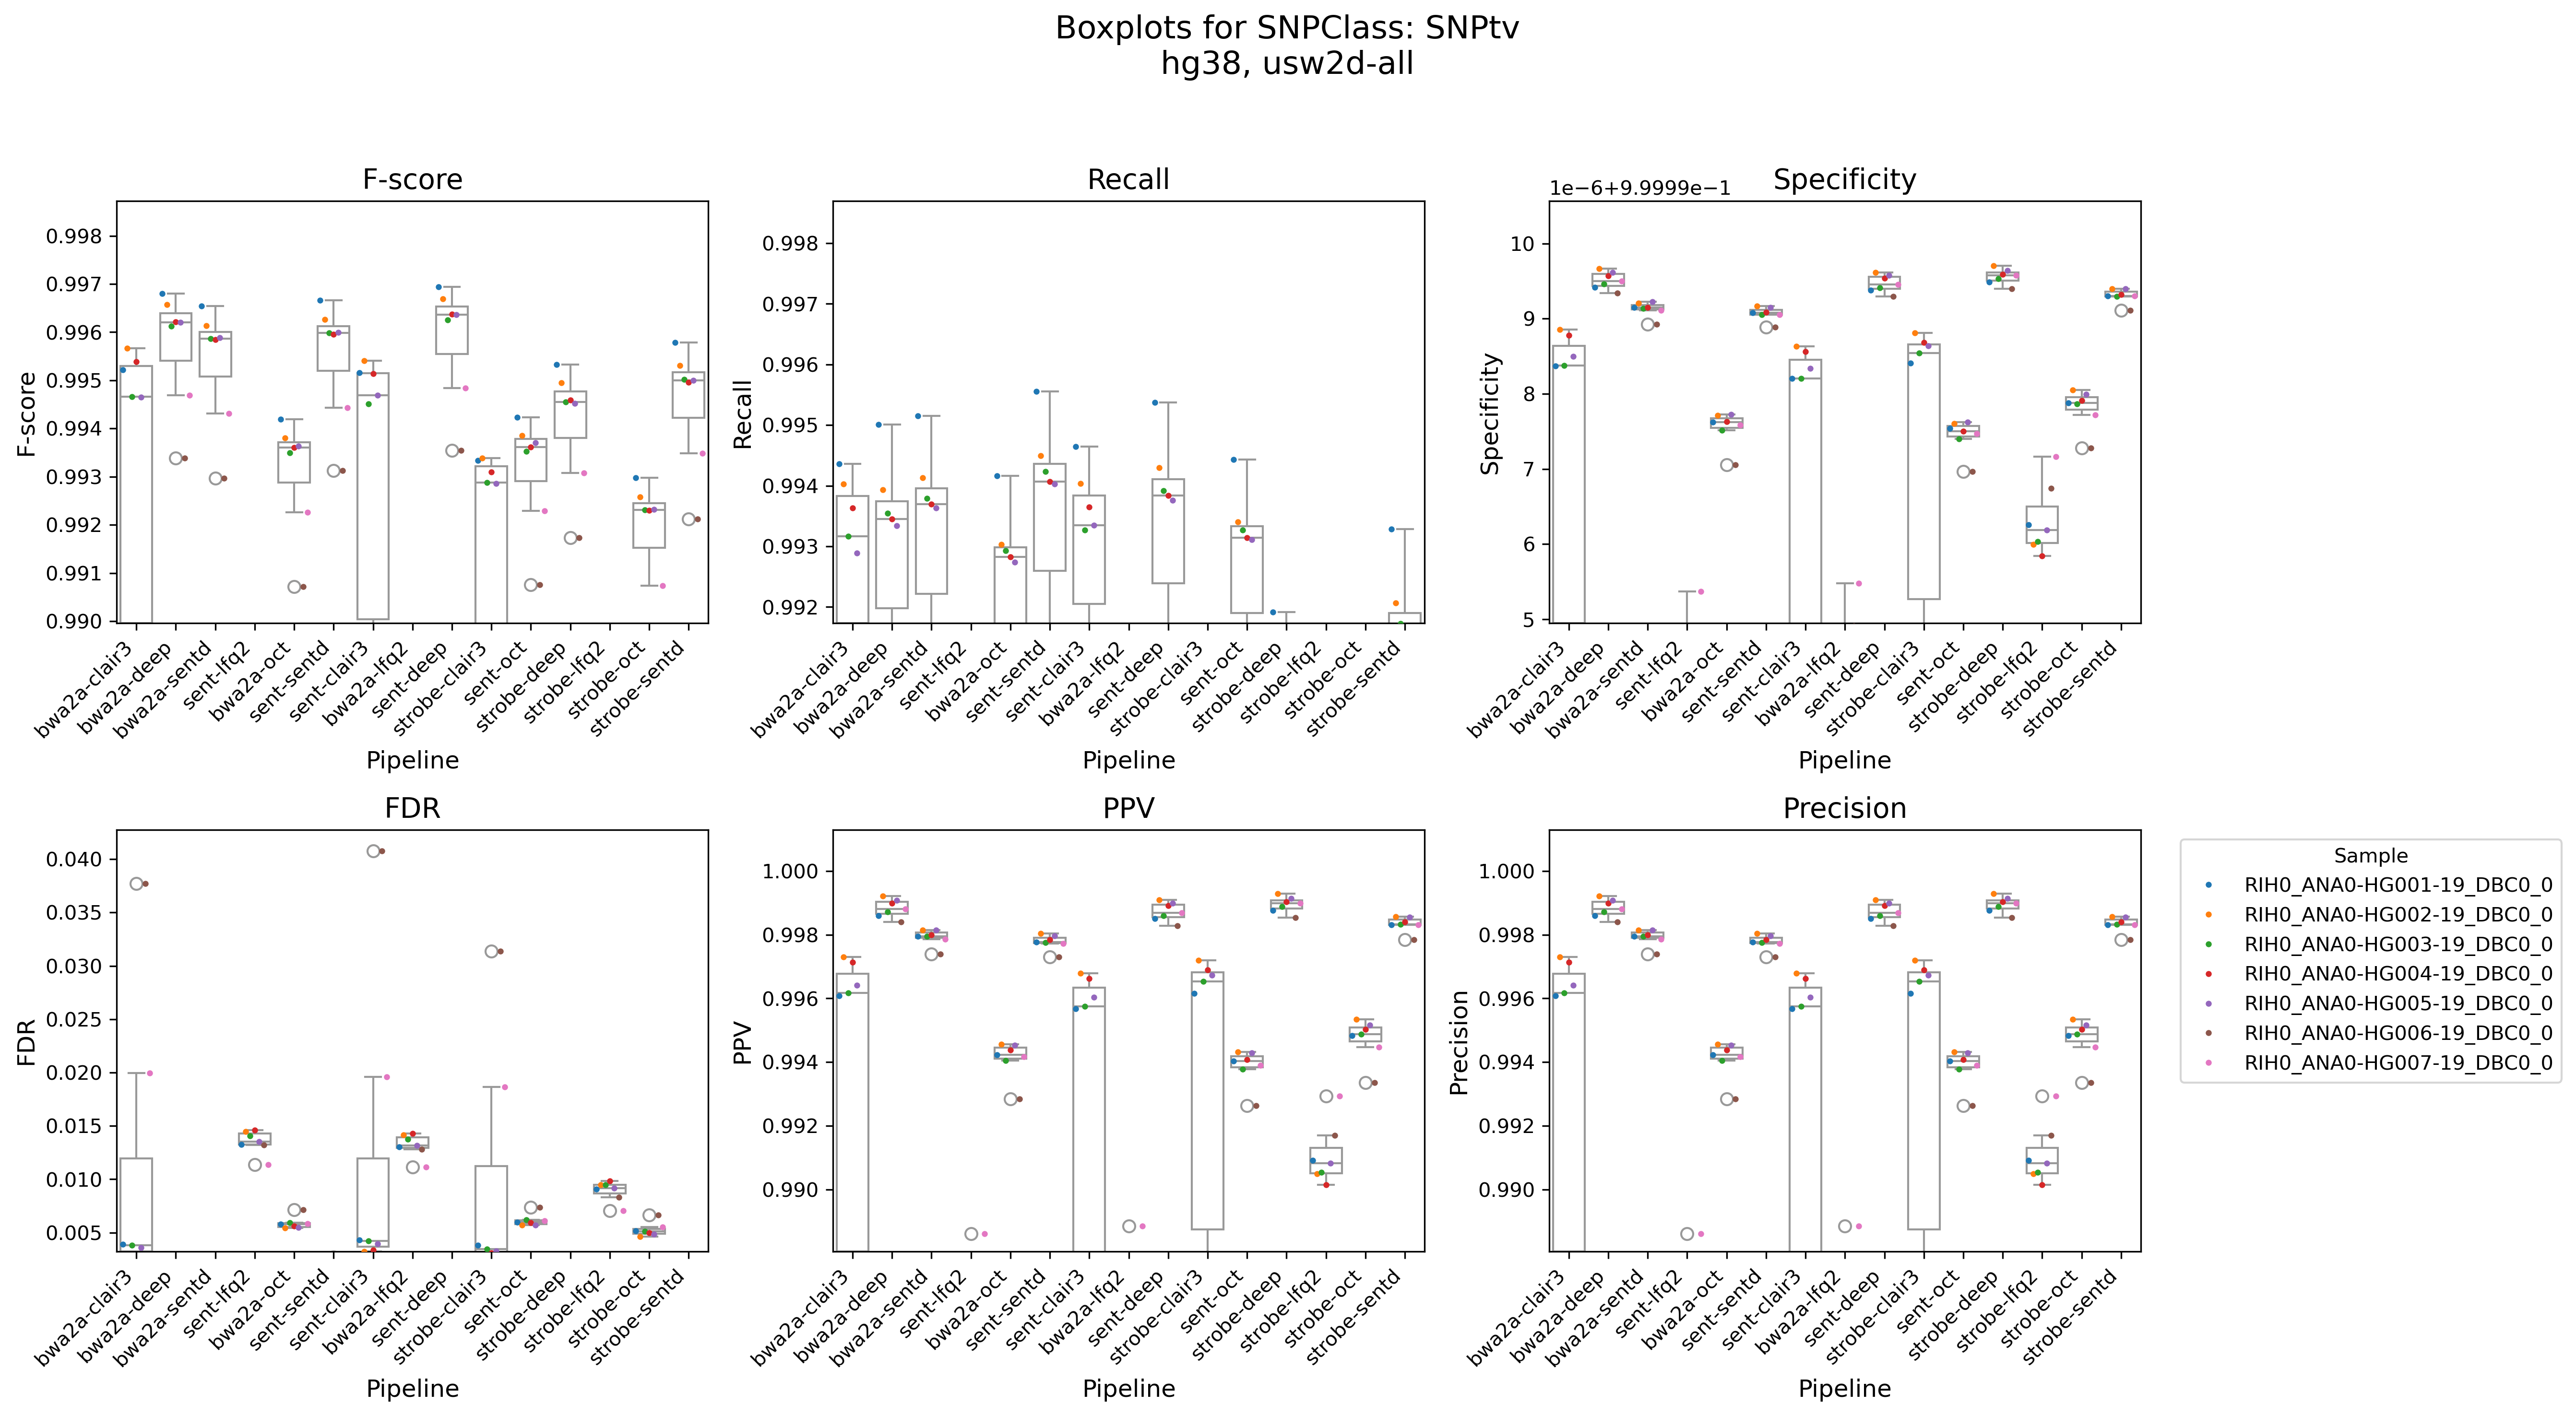 Boxplots for SNPClass: SNPtv
hg38, usw2d-all
F-score
F-score
0.998
0.997
0.996
0.995
0.994
0.993
0.992
0.991
0.990
bwa2a-clair3
bwa2a-deep
bwa2a-sentd
sent-lfq2
bwa2a-oct
sent-sentd
sent-clair3
bwa2a-lfq2
sent-deep
strobe-clair3
sent-oct
strobe-deep
strobe-lfq2
strobe-oct
strobe-sentd
Pipeline
Recall
Recall
0.998
0.997
0.996
0.995
0.994
0.993
0.992
bwa2a-clair3
bwa2a-deep
bwa2a-sentd
sent-lfq2
bwa2a-oct
sent-sentd
sent-clair3
bwa2a-lfq2
sent-deep
strobe-clair3
sent-oct
strobe-deep
strobe-lfq2
strobe-oct
strobe-sentd
Pipeline
1e−6+9.9999e−1
Specificity
Specificity
10
9
8
7
6
5
bwa2a-clair3
bwa2a-deep
bwa2a-sentd
sent-lfq2
bwa2a-oct
sent-sentd
sent-clair3
bwa2a-lfq2
sent-deep
strobe-clair3
sent-oct
strobe-deep
strobe-lfq2
strobe-oct
strobe-sentd
Pipeline
FDR
FDR
0.040
0.035
0.030
0.025
0.020
0.015
0.010
0.005
bwa2a-clair3
bwa2a-deep
bwa2a-sentd
sent-lfq2
bwa2a-oct
sent-sentd
sent-clair3
bwa2a-lfq2
sent-deep
strobe-clair3
sent-oct
strobe-deep
strobe-lfq2
strobe-oct
strobe-sentd
Pipeline
PPV
PPV
1.000
0.998
0.996
0.994
0.992
0.990
bwa2a-clair3
bwa2a-deep
bwa2a-sentd
sent-lfq2
bwa2a-oct
sent-sentd
sent-clair3
bwa2a-lfq2
sent-deep
strobe-clair3
sent-oct
strobe-deep
strobe-lfq2
strobe-oct
strobe-sentd
Pipeline
Precision
Precision
1.000
0.998
0.996
0.994
0.992
0.990
bwa2a-clair3
bwa2a-deep
bwa2a-sentd
sent-lfq2
bwa2a-oct
sent-sentd
sent-clair3
bwa2a-lfq2
sent-deep
strobe-clair3
sent-oct
strobe-deep
strobe-lfq2
strobe-oct
strobe-sentd
Pipeline
Sample
RIH0_ANA0-HG001-19_DBC0_0
RIH0_ANA0-HG002-19_DBC0_0
RIH0_ANA0-HG003-19_DBC0_0
RIH0_ANA0-HG004-19_DBC0_0
RIH0_ANA0-HG005-19_DBC0_0
RIH0_ANA0-HG006-19_DBC0_0
RIH0_ANA0-HG007-19_DBC0_0